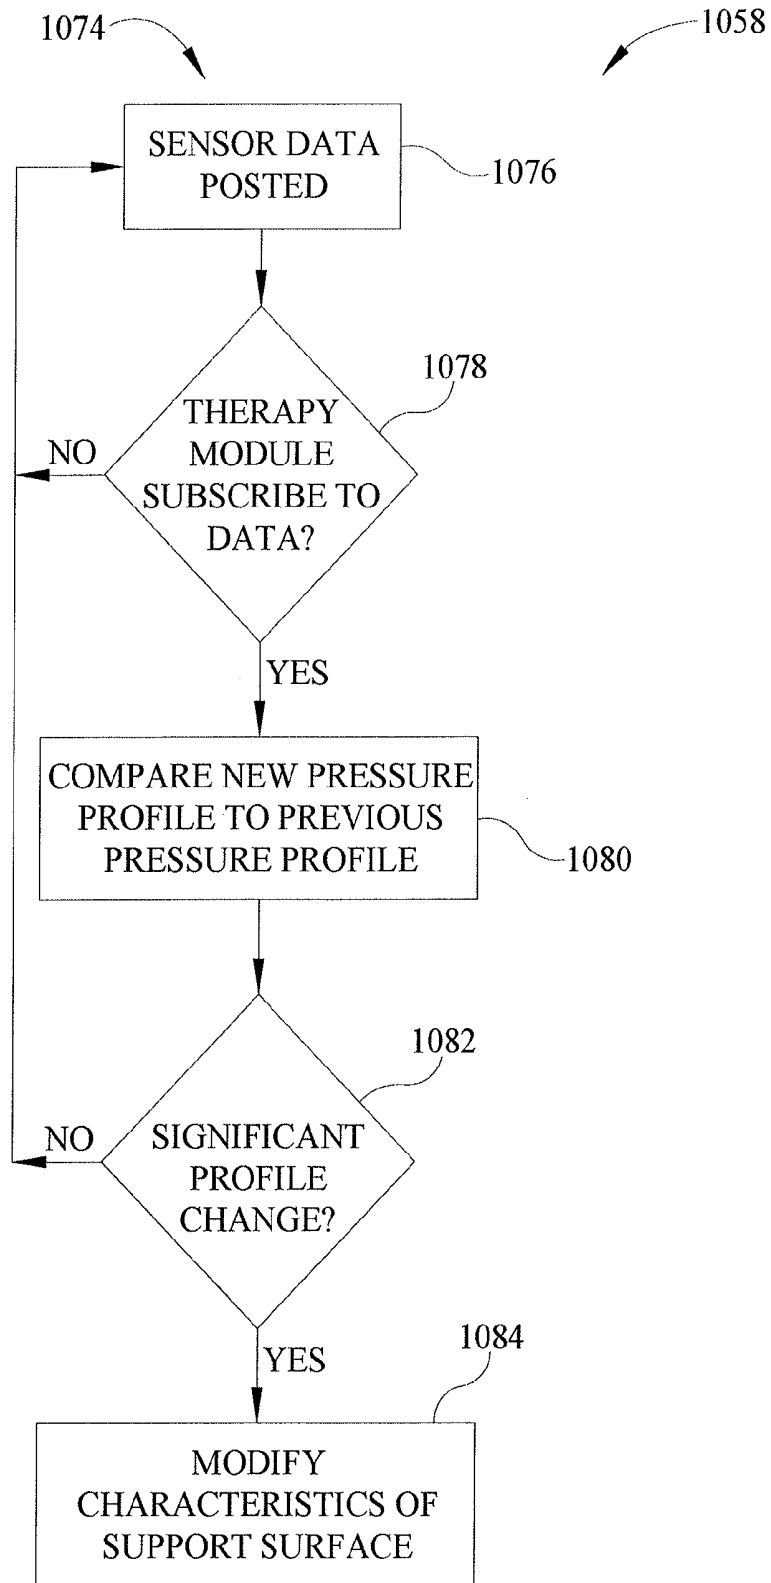 1074
1058
SENSOR DATA
POSTED
1076
1078
THERAPY
MODULE
SUBSCRIBE TO
DATA?
NO
YES
COMPARE NEW PRESSURE
PROFILE TO PREVIOUS
PRESSURE PROFILE
1080
1082
SIGNIFICANT
PROFILE
CHANGE?
NO
YES
1084
MODIFY
CHARACTERISTICS OF
SUPPORT SURFACE